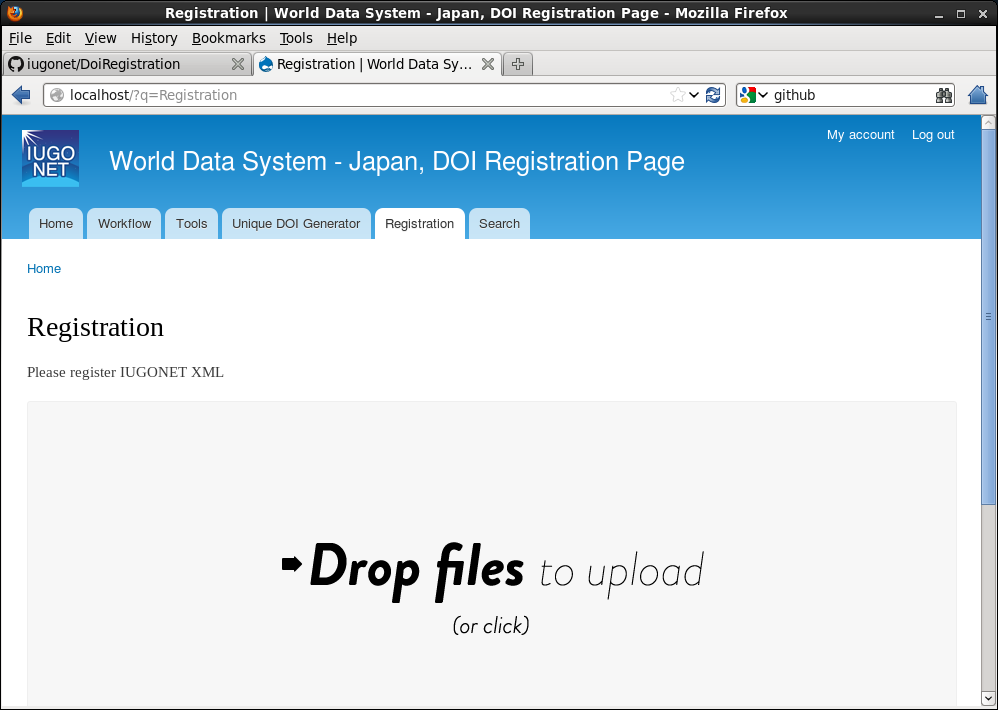 Registration | World Data System - Japan, DOI Registration Page - Mozilla Firefox
File Edit View History Bookmarks Tools Help
iugonet/DoiRegistration
Registration | World Data Sy...
localhost/?q=Registration
github
My account Log out
IUGO
NET
World Data System - Japan, DOI Registration Page
Home Workflow Tools Unique DOI Generator Registration Search
Home
Registration
Please register IUGONET XML
Drop files to upload
(or click)